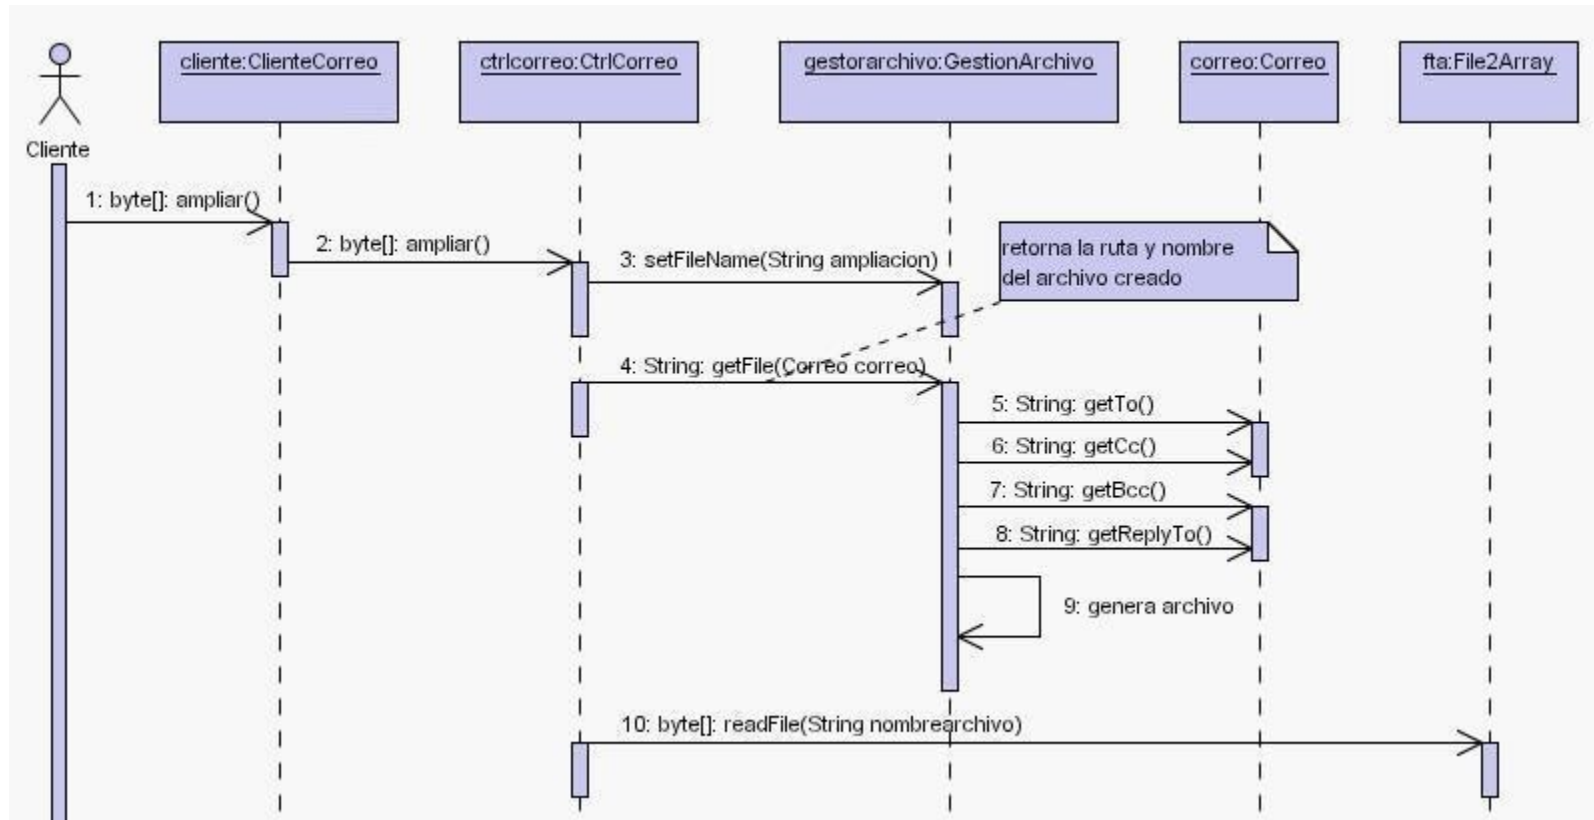 cliente:ClienteCorreo
ctrlcorreo:CtrlCorreo
gestorarchivo:GestionArchivo
correo:Correo
fta:File2Array
Cliente
1: byte[]: ampliar()
2: byte[]: ampliar()
3: setFileName(String ampliacion)
retorna la ruta y nombre
del archivo creado
4: String: getFile(Correo correo)
5: String: getTo()
6: String: getCc()
7: String: getBcc()
8: String: getReplyTo()
9: genera archivo
10: byte[]: readFile(String nombrearchivo)